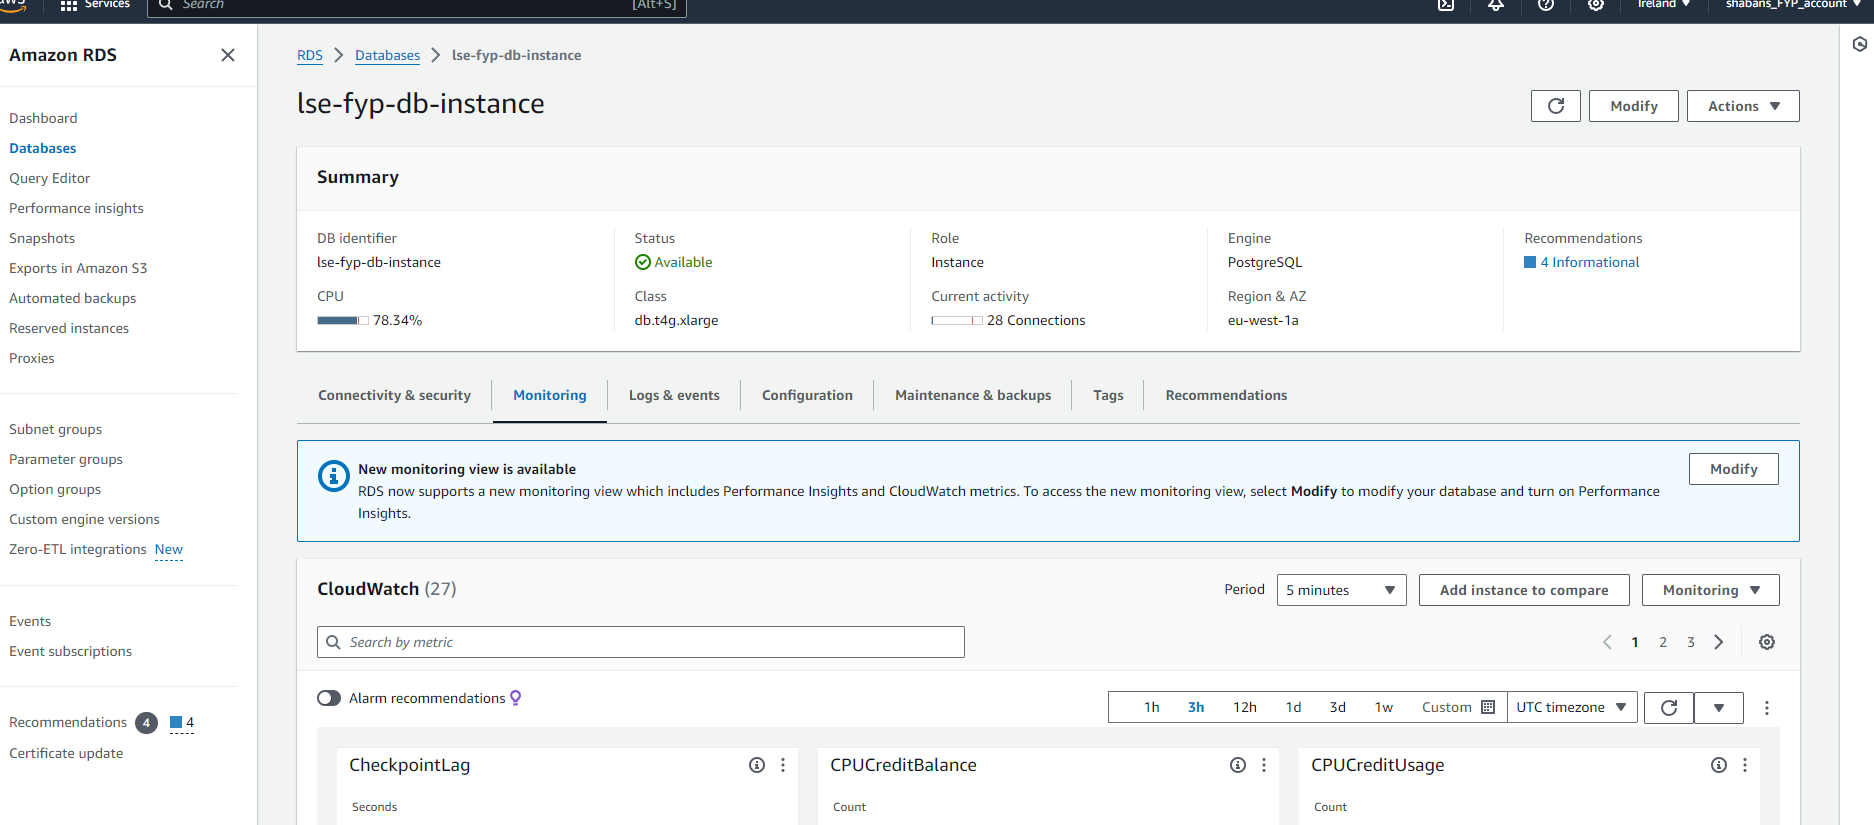 aws
Services
Search
[Alt+S]
Ireland
shabans_FYP_account
Amazon RDS
Dashboard
Databases
Query Editor
Performance insights
Snapshots
Exports in Amazon S3
Automated backups
Reserved instances
Proxies
Subnet groups
Parameter groups
Option groups
Custom engine versions
Zero-ETL integrations New
Events
Event subscriptions
Recommendations 4 4
Certificate update
RDS > Databases > lse-fyp-db-instance
lse-fyp-db-instance
Modify
Actions
Summary
DB identifier
lse-fyp-db-instance
CPU
78.34%
Status
Available
Class
db.t4g.xlarge
Role
Instance
Current activity
28 Connections
Engine
PostgreSQL
Region & AZ
eu-west-1a
Recommendations
4 Informational
Connectivity & security
Monitoring
Logs & events
Configuration
Maintenance & backups
Tags
Recommendations
New monitoring view is available
RDS now supports a new monitoring view which includes Performance Insights and CloudWatch metrics. To access the new monitoring view, select Modify to modify your database and turn on Performance
Insights.
Modify
CloudWatch (27)
Period
5 minutes
Add instance to compare
Monitoring
Search by metric
1 2 3
Alarm recommendations
1h 3h 12h 1d 3d 1w Custom
UTC timezone
CheckpointLag
Seconds
CPUCreditBalance
Count
CPUCreditUsage
Count